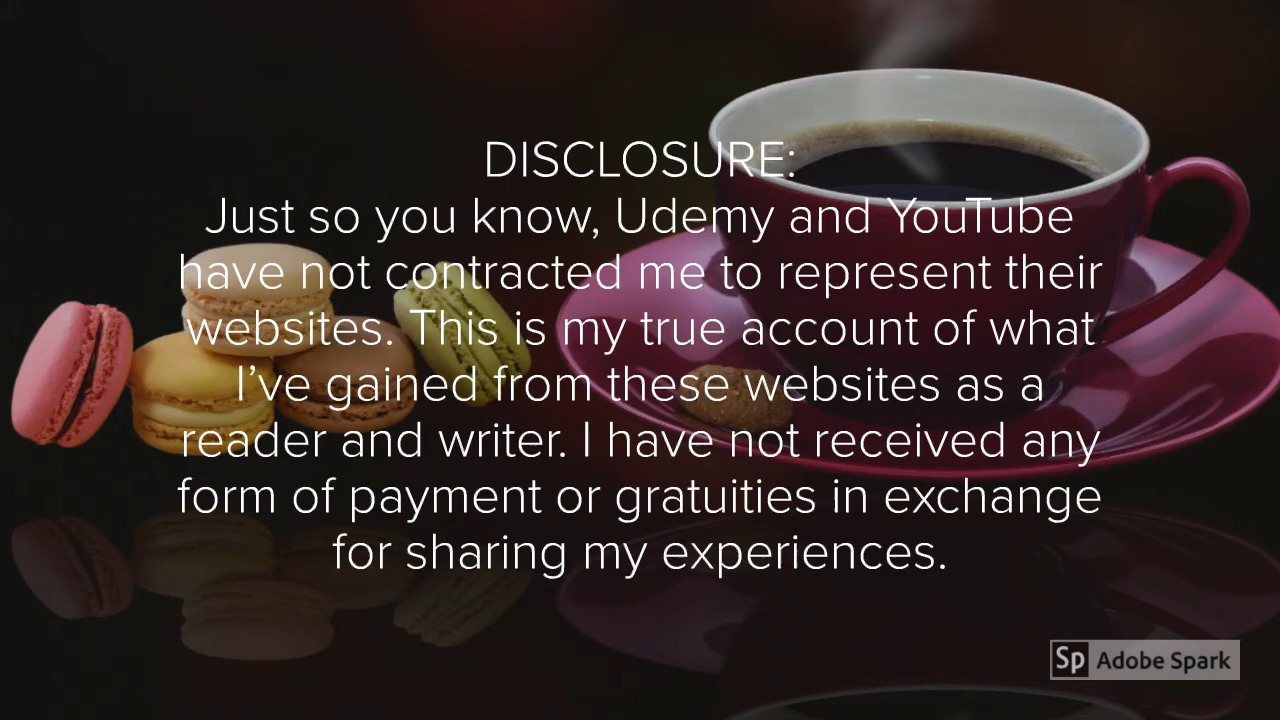 DISCLOSURE:
Just so you know, Udemy and YouTube
have not contracted me to represent their
websites. This is my true account of what
I’ve gained from these websites as a
reader and writer. I have not received any
form of payment or gratuities in exchange
for sharing my experiences.
Sp Adobe Spark